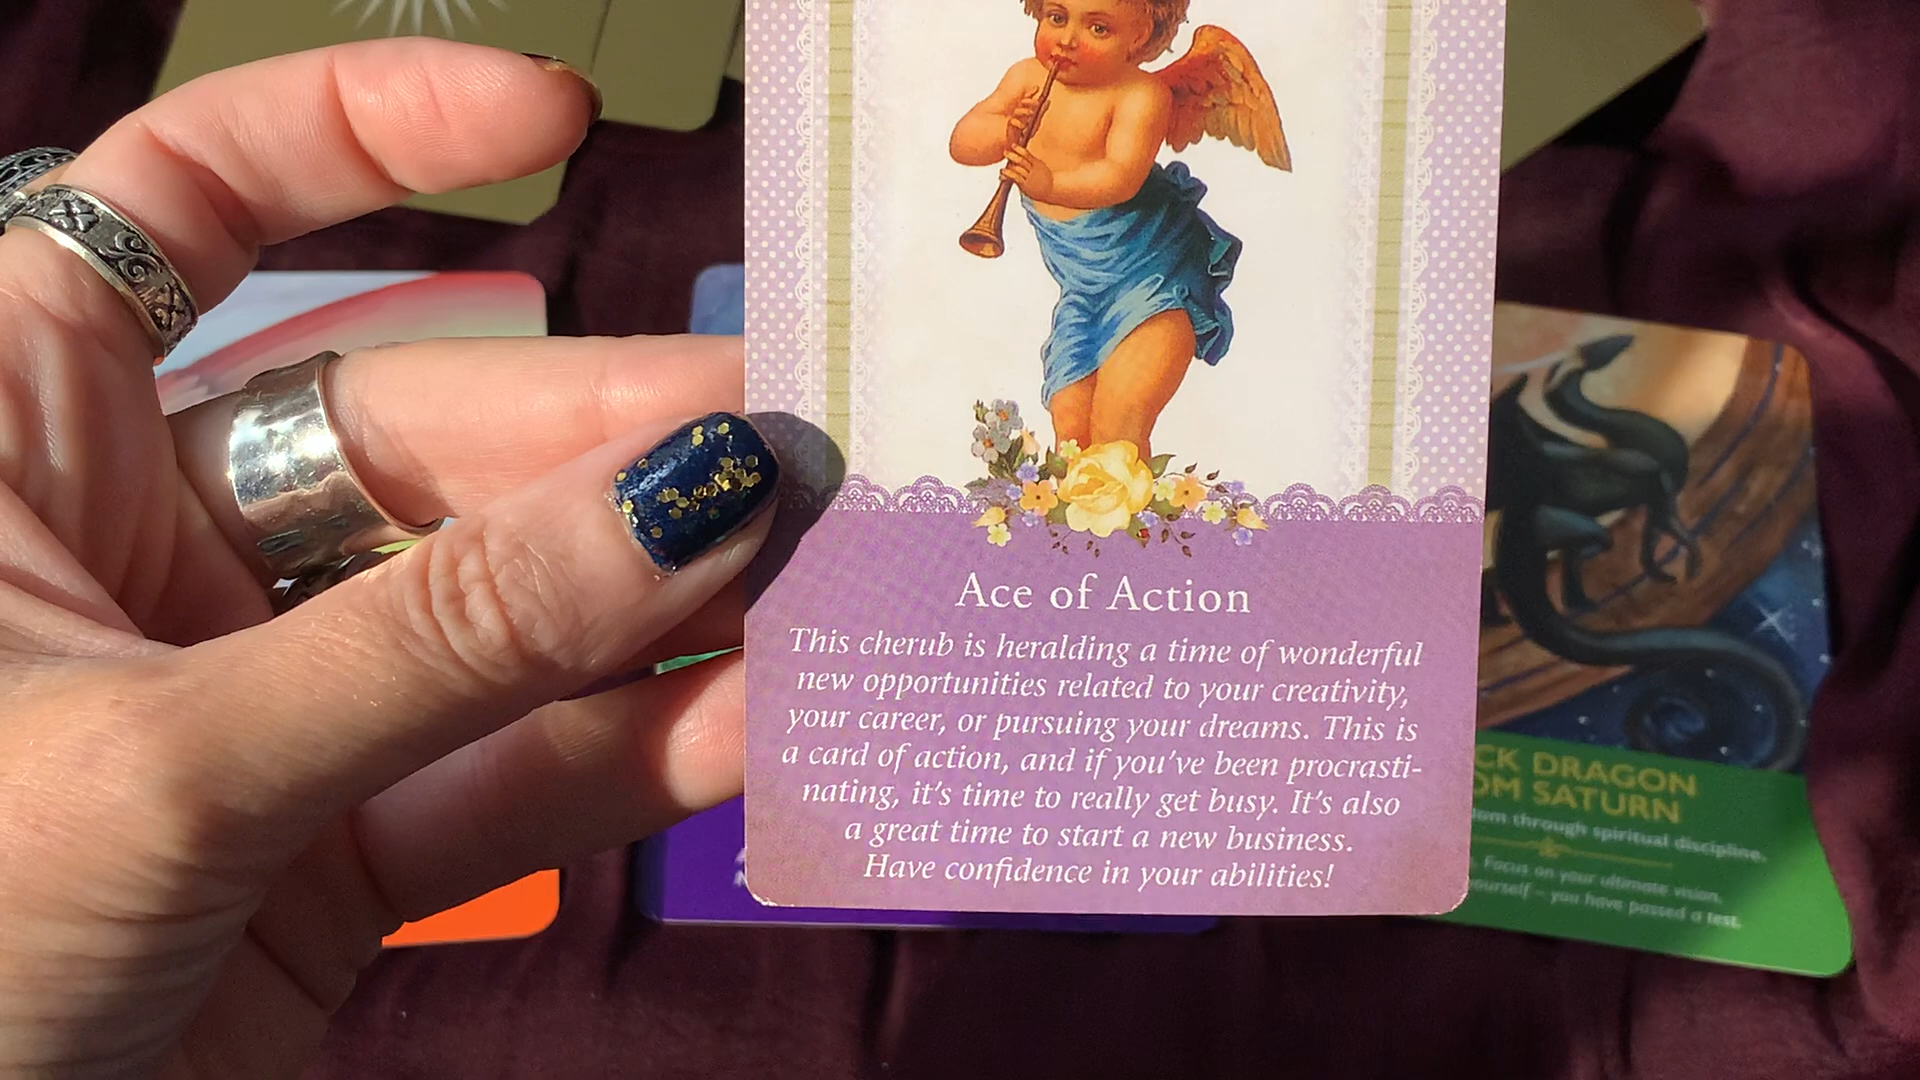 Ace of Action
This cherub is heralding a time of wonderful
new opportunities related to your creativity,
your career, or pursuing your dreams. This is
a card of action, and if you've been procrasti-
nating, it's time to really get busy. It's also
a great time to start a new business.
Have confidence in your abilities!
CK DRAGON
OM SATURN
dom through spiritual discipline.
Focus on your ultimate vision.
yourself – you have passed a test.